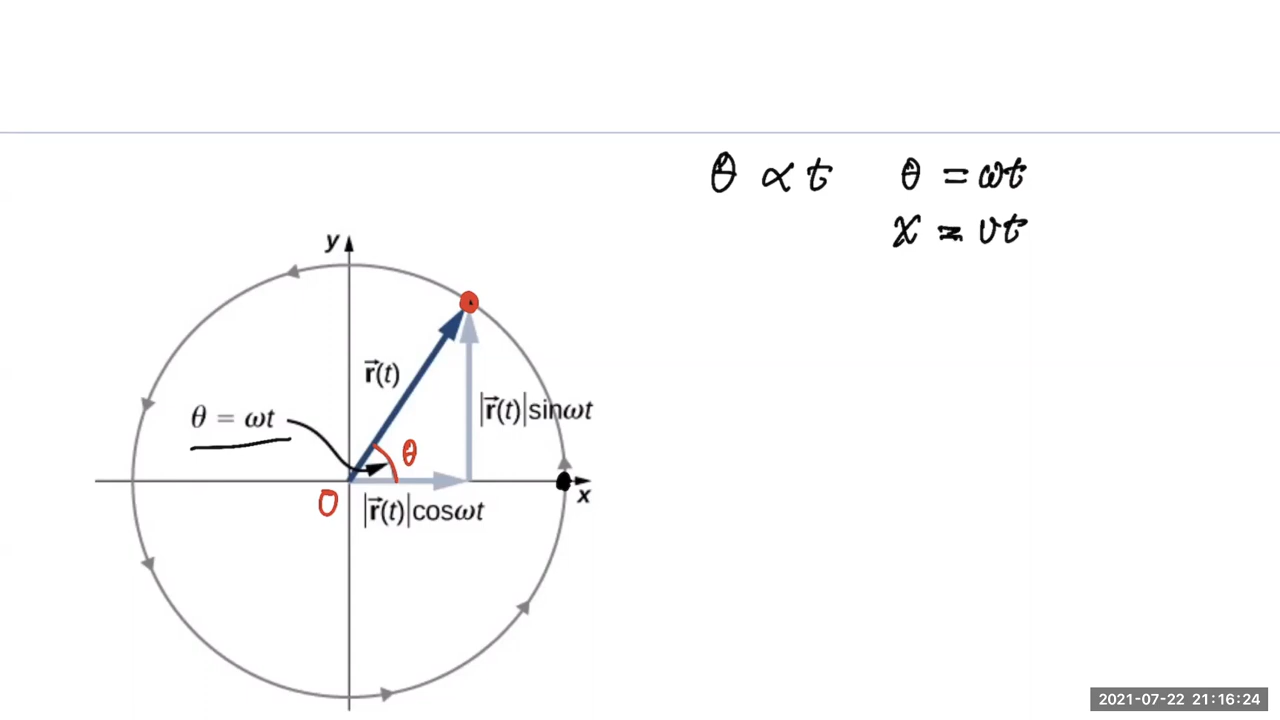 θ ∝ t θ = ωt
x = vt
y
r⃗(t)
θ = ωt
|r⃗(t)|sinωt
θ
x
O
|r⃗(t)|cosωt
2021-07-22 21:16:24